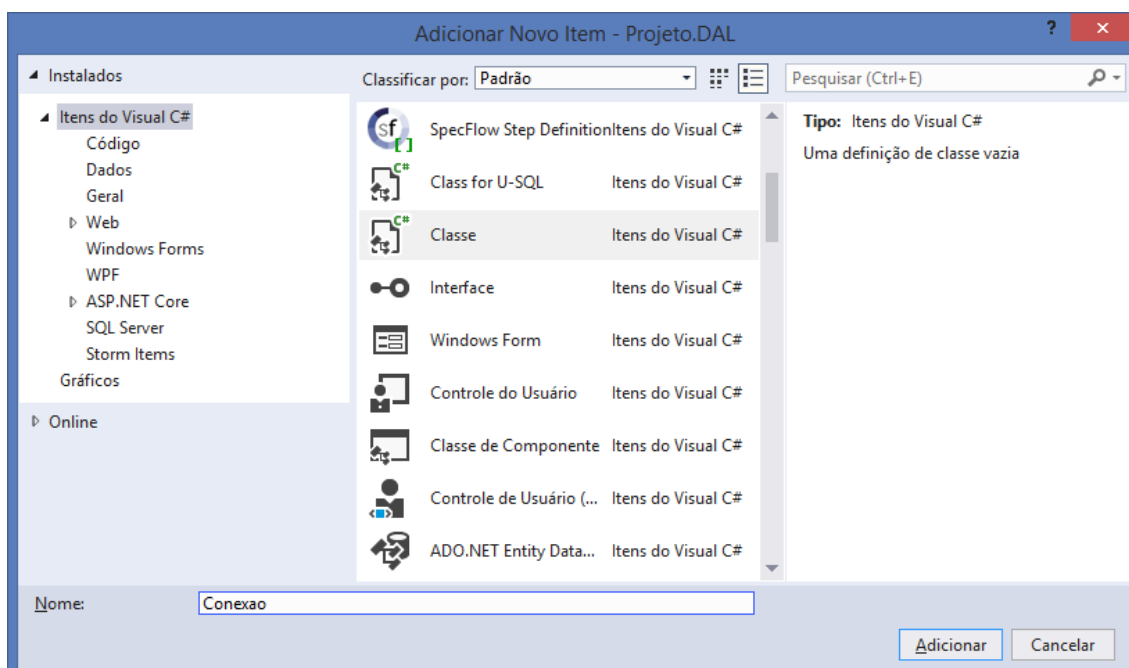 Adicionar Novo Item - Projeto.DAL
?
Instalados
Classificar por: Padrão
Pesquisar (Ctrl+E)
Itens do Visual C#
Código
Dados
Geral
Web
Windows Forms
WPF
ASP.NET Core
SQL Server
Storm Items
Gráficos
Online
SpecFlow Step Definition Itens do Visual C#
Class for U-SQL Itens do Visual C#
Classe Itens do Visual C#
Interface Itens do Visual C#
Windows Form Itens do Visual C#
Controle do Usuário Itens do Visual C#
Classe de Componente Itens do Visual C#
Controle de Usuário (... Itens do Visual C#
ADO.NET Entity Data... Itens do Visual C#
Tipo: Itens do Visual C#
Uma definição de classe vazia
Nome: Conexao
Adicionar Cancelar